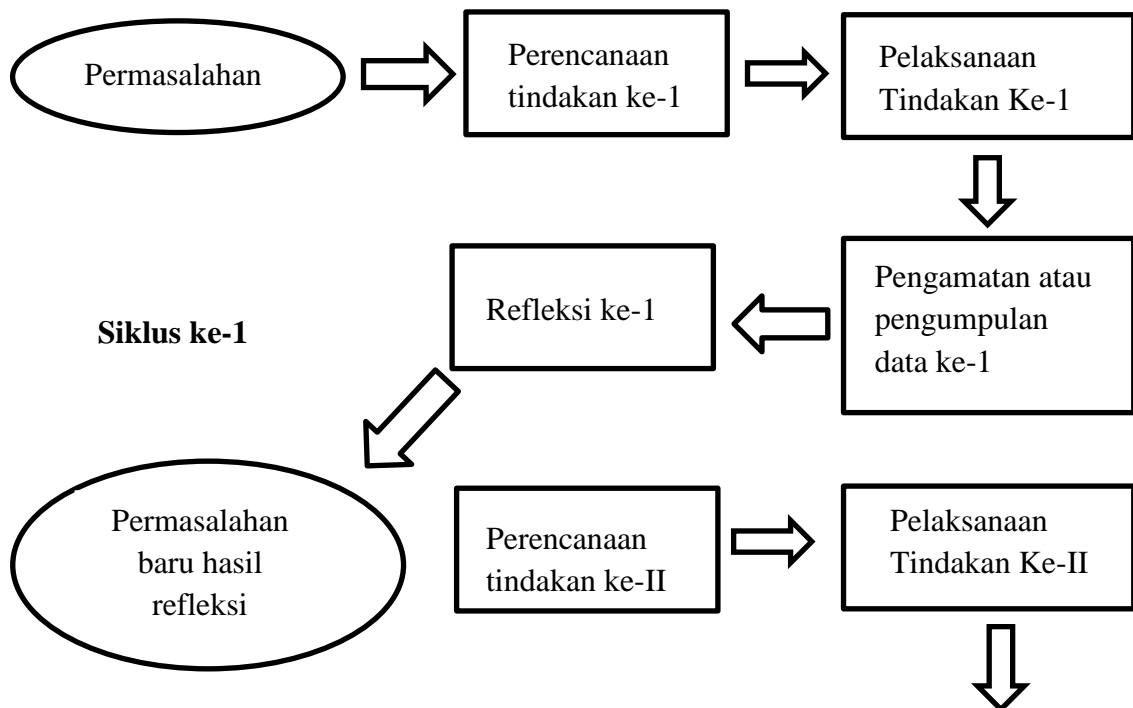 Permasalahan
Perencanaan
tindakan ke-1
Pelaksanaan
Tindakan Ke-1
Pengamatan atau
pengumpulan
data ke-1
Refleksi ke-1
Siklus ke-1
Permasalahan
baru hasil
refleksi
Perencanaan
tindakan ke-II
Pelaksanaan
Tindakan Ke-II